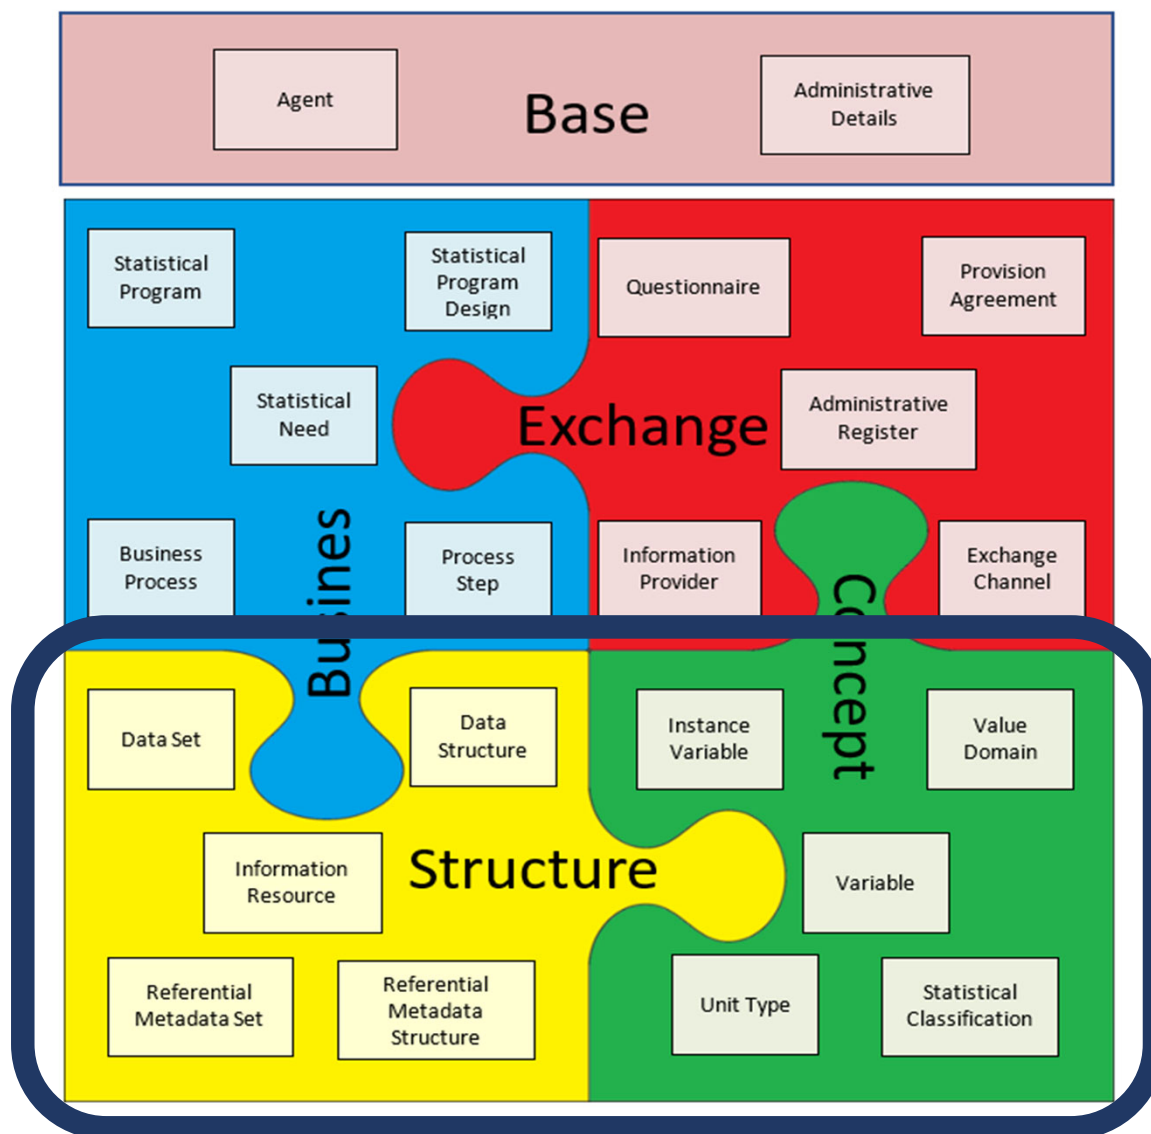 Agent
Base
Administrative
Details
Statistical
Program
Statistical
Program
Design
Questionnaire
Provision
Agreement
Statistical
Need
Exchange
Administrative
Register
Business
Process
Busines
Process
Step
Information
Provider
Concept
Exchange
Channel
Data Set
Data
Structure
Instance
Variable
Value
Domain
Information
Resource
Structure
Variable
Referential
Metadata Set
Referential
Metadata
Structure
Unit Type
Statistical
Classification